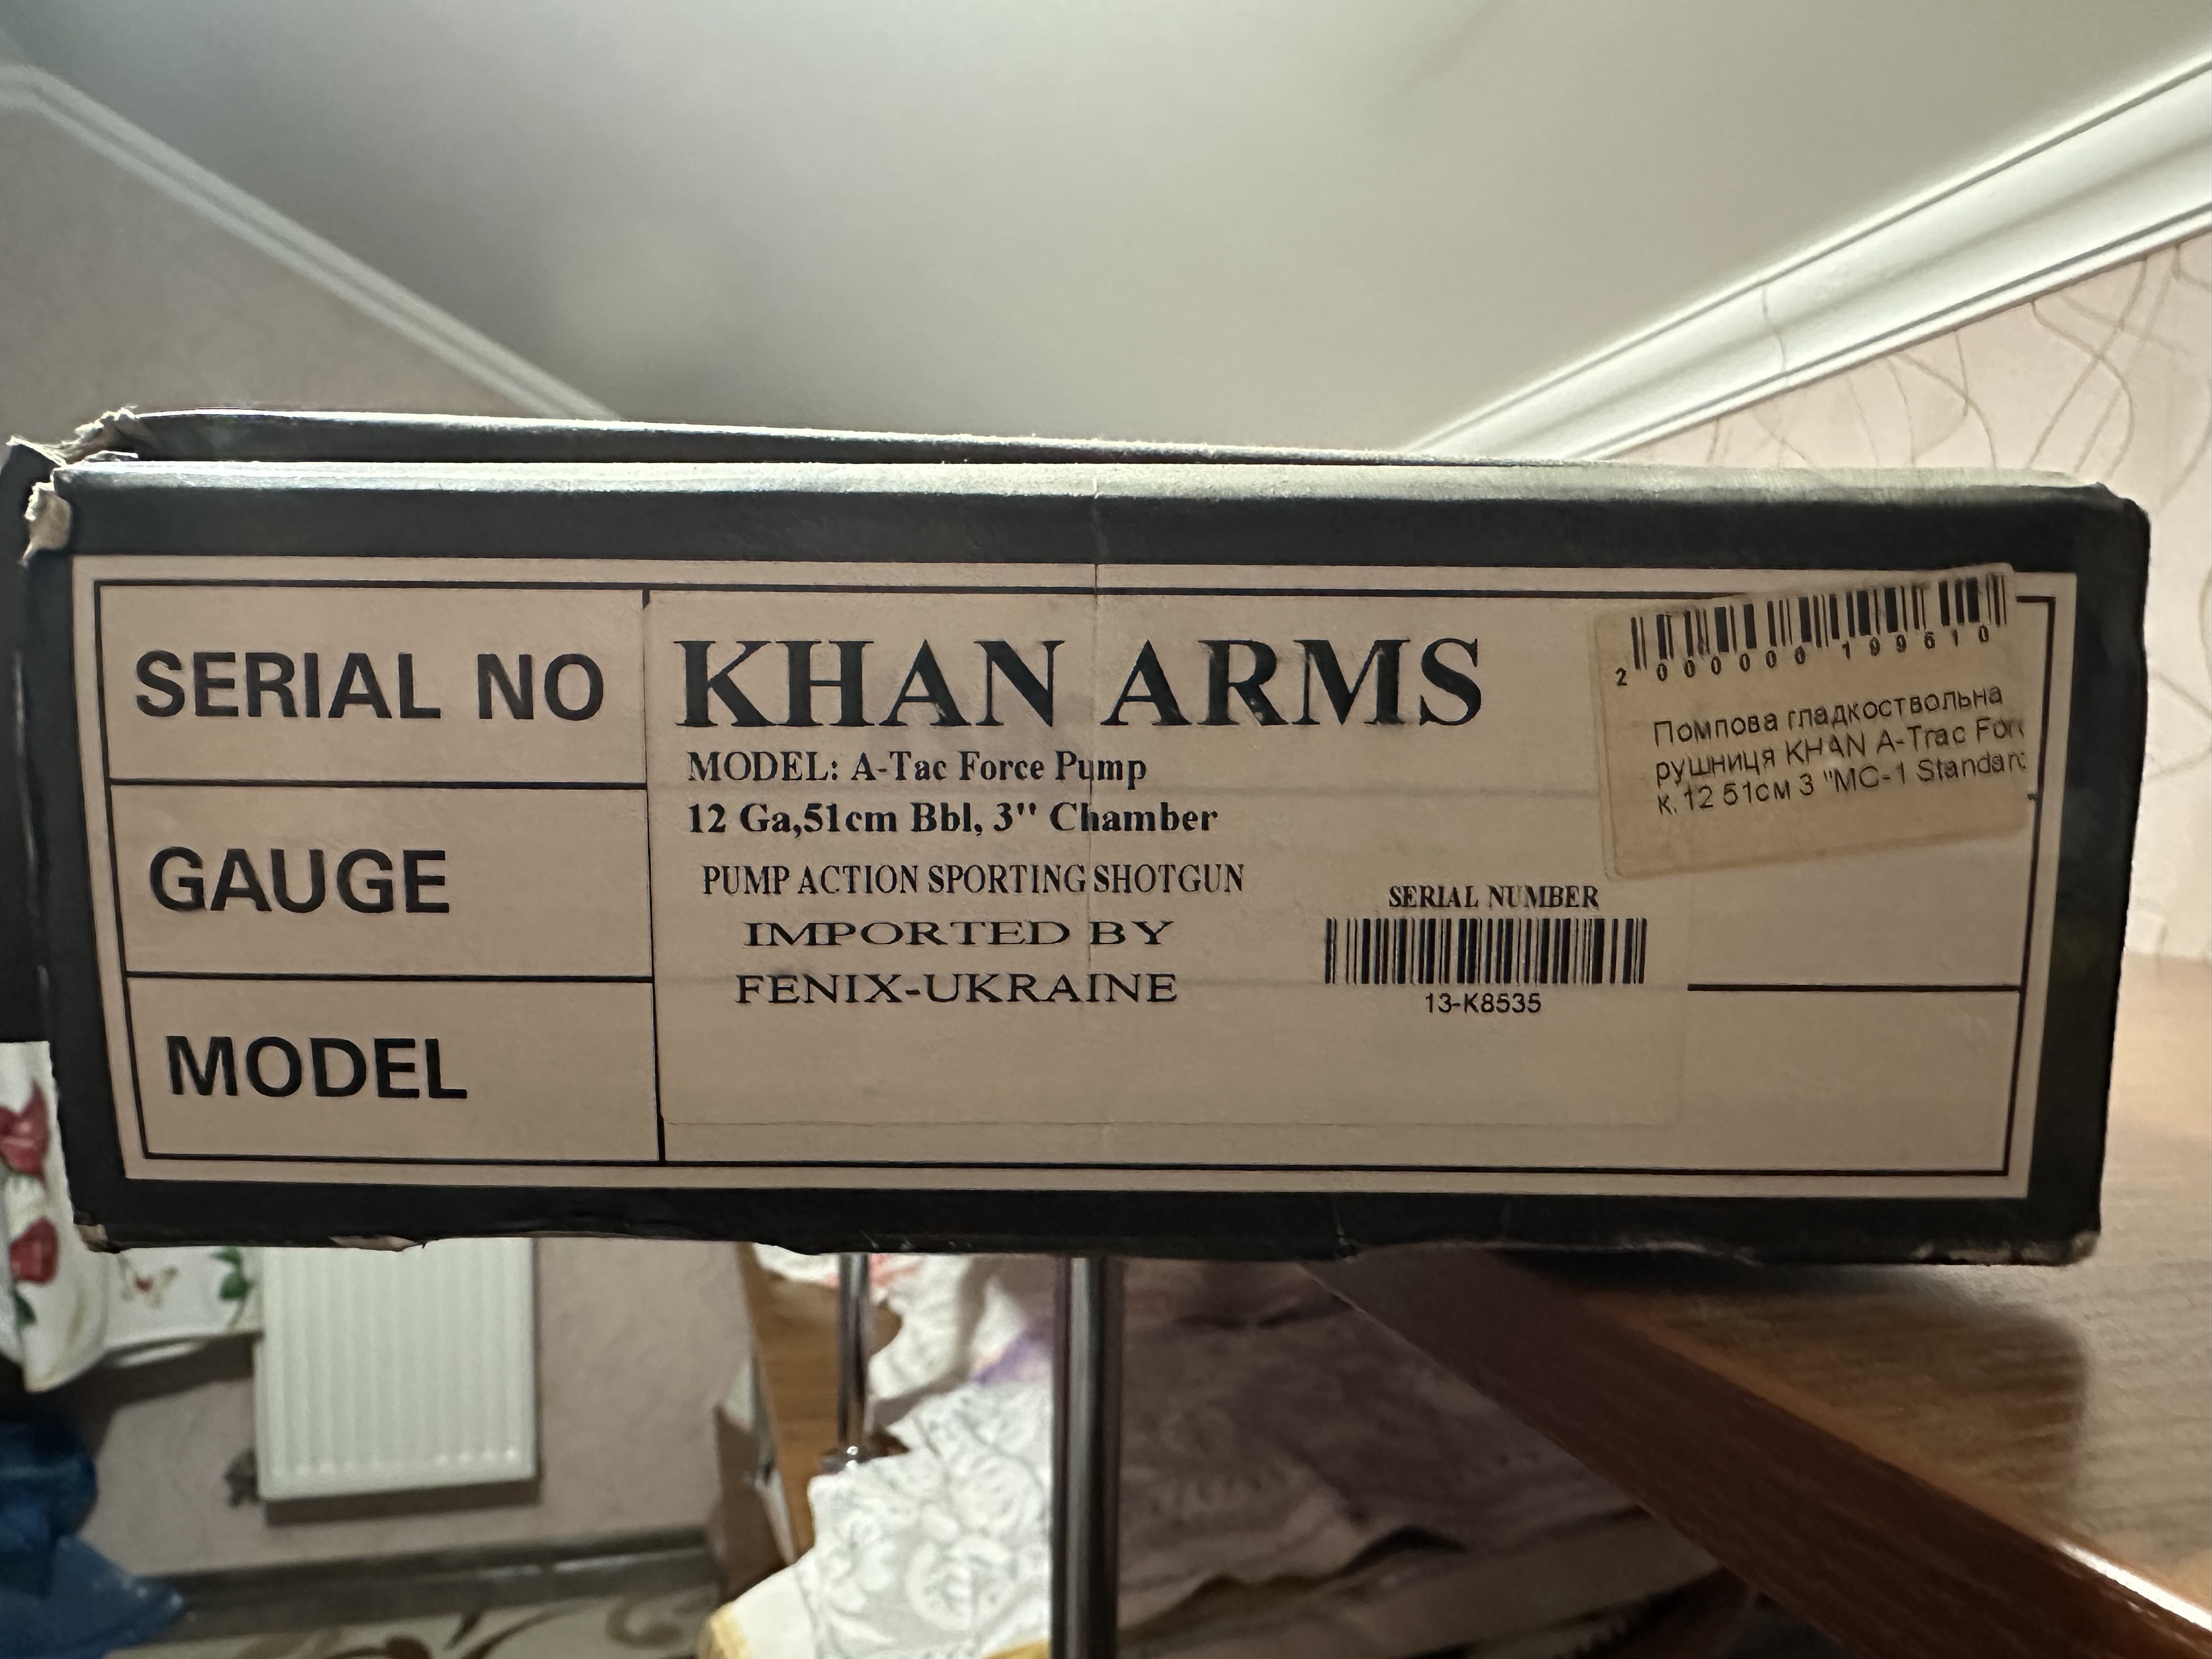 SERIAL NO
GAUGE
MODEL
KHAN ARMS
MODEL: A-Tac Force Pump
12 Ga,51cm Bbl, 3" Chamber
PUMP ACTION SPORTING SHOTGUN
IMPORTED BY
FENIX-UKRAINE
SERIAL NUMBER
13-K8535
2 000000 199610
Помпова гладкоствольна
рушниця KHAN A-Trac For
к. 12 51см 3 "MC-1 Standar